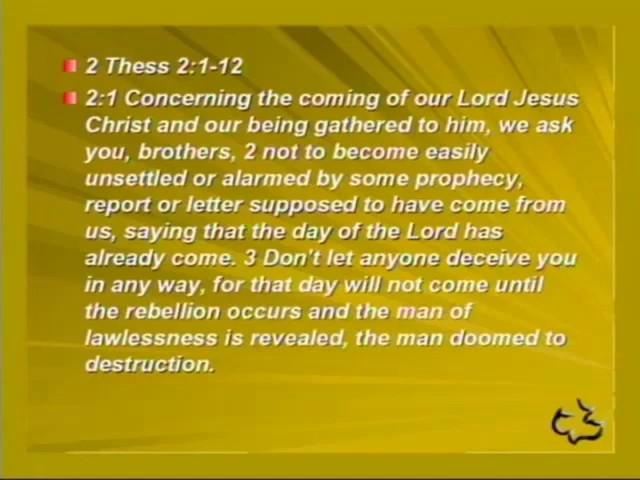 2 Thess 2:1-12
2:1 Concerning the coming of our Lord Jesus
Christ and our being gathered to him, we ask
you, brothers, 2 not to become easily
unsettled or alarmed by some prophecy,
report or letter supposed to have come from
us, saying that the day of the Lord has
already come. 3 Don't let anyone deceive you
in any way, for that day will not come until
the rebellion occurs and the man of
lawlessness is revealed, the man doomed to
destruction.